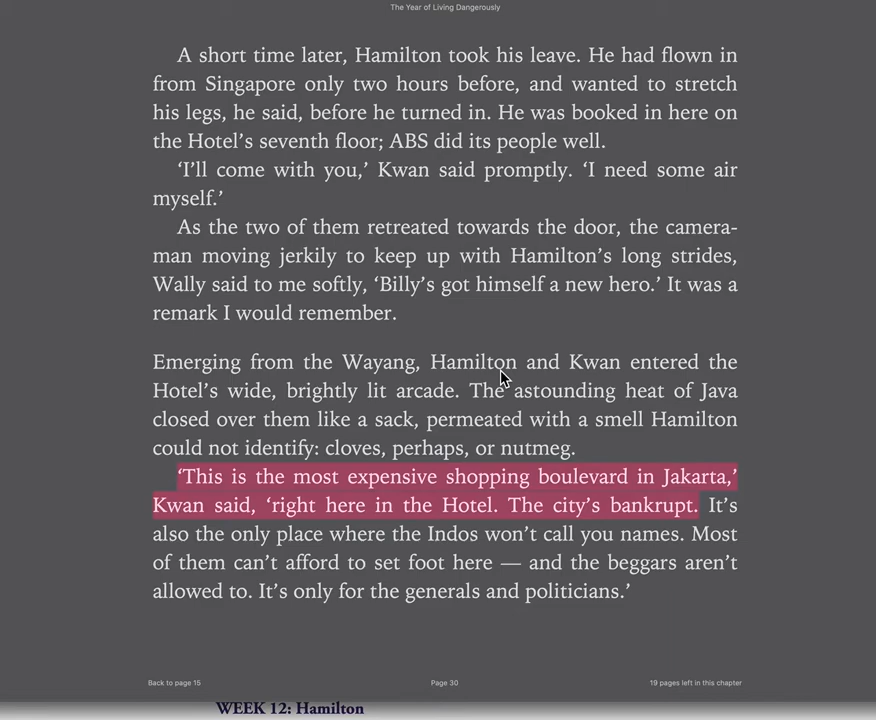 The Year of Living Dangerously
A short time later, Hamilton took his leave. He had flown in
from Singapore only two hours before, and wanted to stretch
his legs, he said, before he turned in. He was booked in here on
the Hotel’s seventh floor; ABS did its people well.
‘I’ll come with you,’ Kwan said promptly. ‘I need some air
myself.’
As the two of them retreated towards the door, the camera-
man moving jerkily to keep up with Hamilton’s long strides,
Wally said to me softly, ‘Billy’s got himself a new hero.’ It was a
remark I would remember.
Emerging from the Wayang, Hamilton and Kwan entered the
Hotel’s wide, brightly lit arcade. The astounding heat of Java
closed over them like a sack, permeated with a smell Hamilton
could not identify: cloves, perhaps, or nutmeg.
‘This is the most expensive shopping boulevard in Jakarta,’
Kwan said, ‘right here in the Hotel. The city’s bankrupt. It’s
also the only place where the Indos won’t call you names. Most
of them can’t afford to set foot here — and the beggars aren’t
allowed to. It’s only for the generals and politicians.’
Back to page 15
Page 30
19 pages left in this chapter
WEEK 12: Hamilton